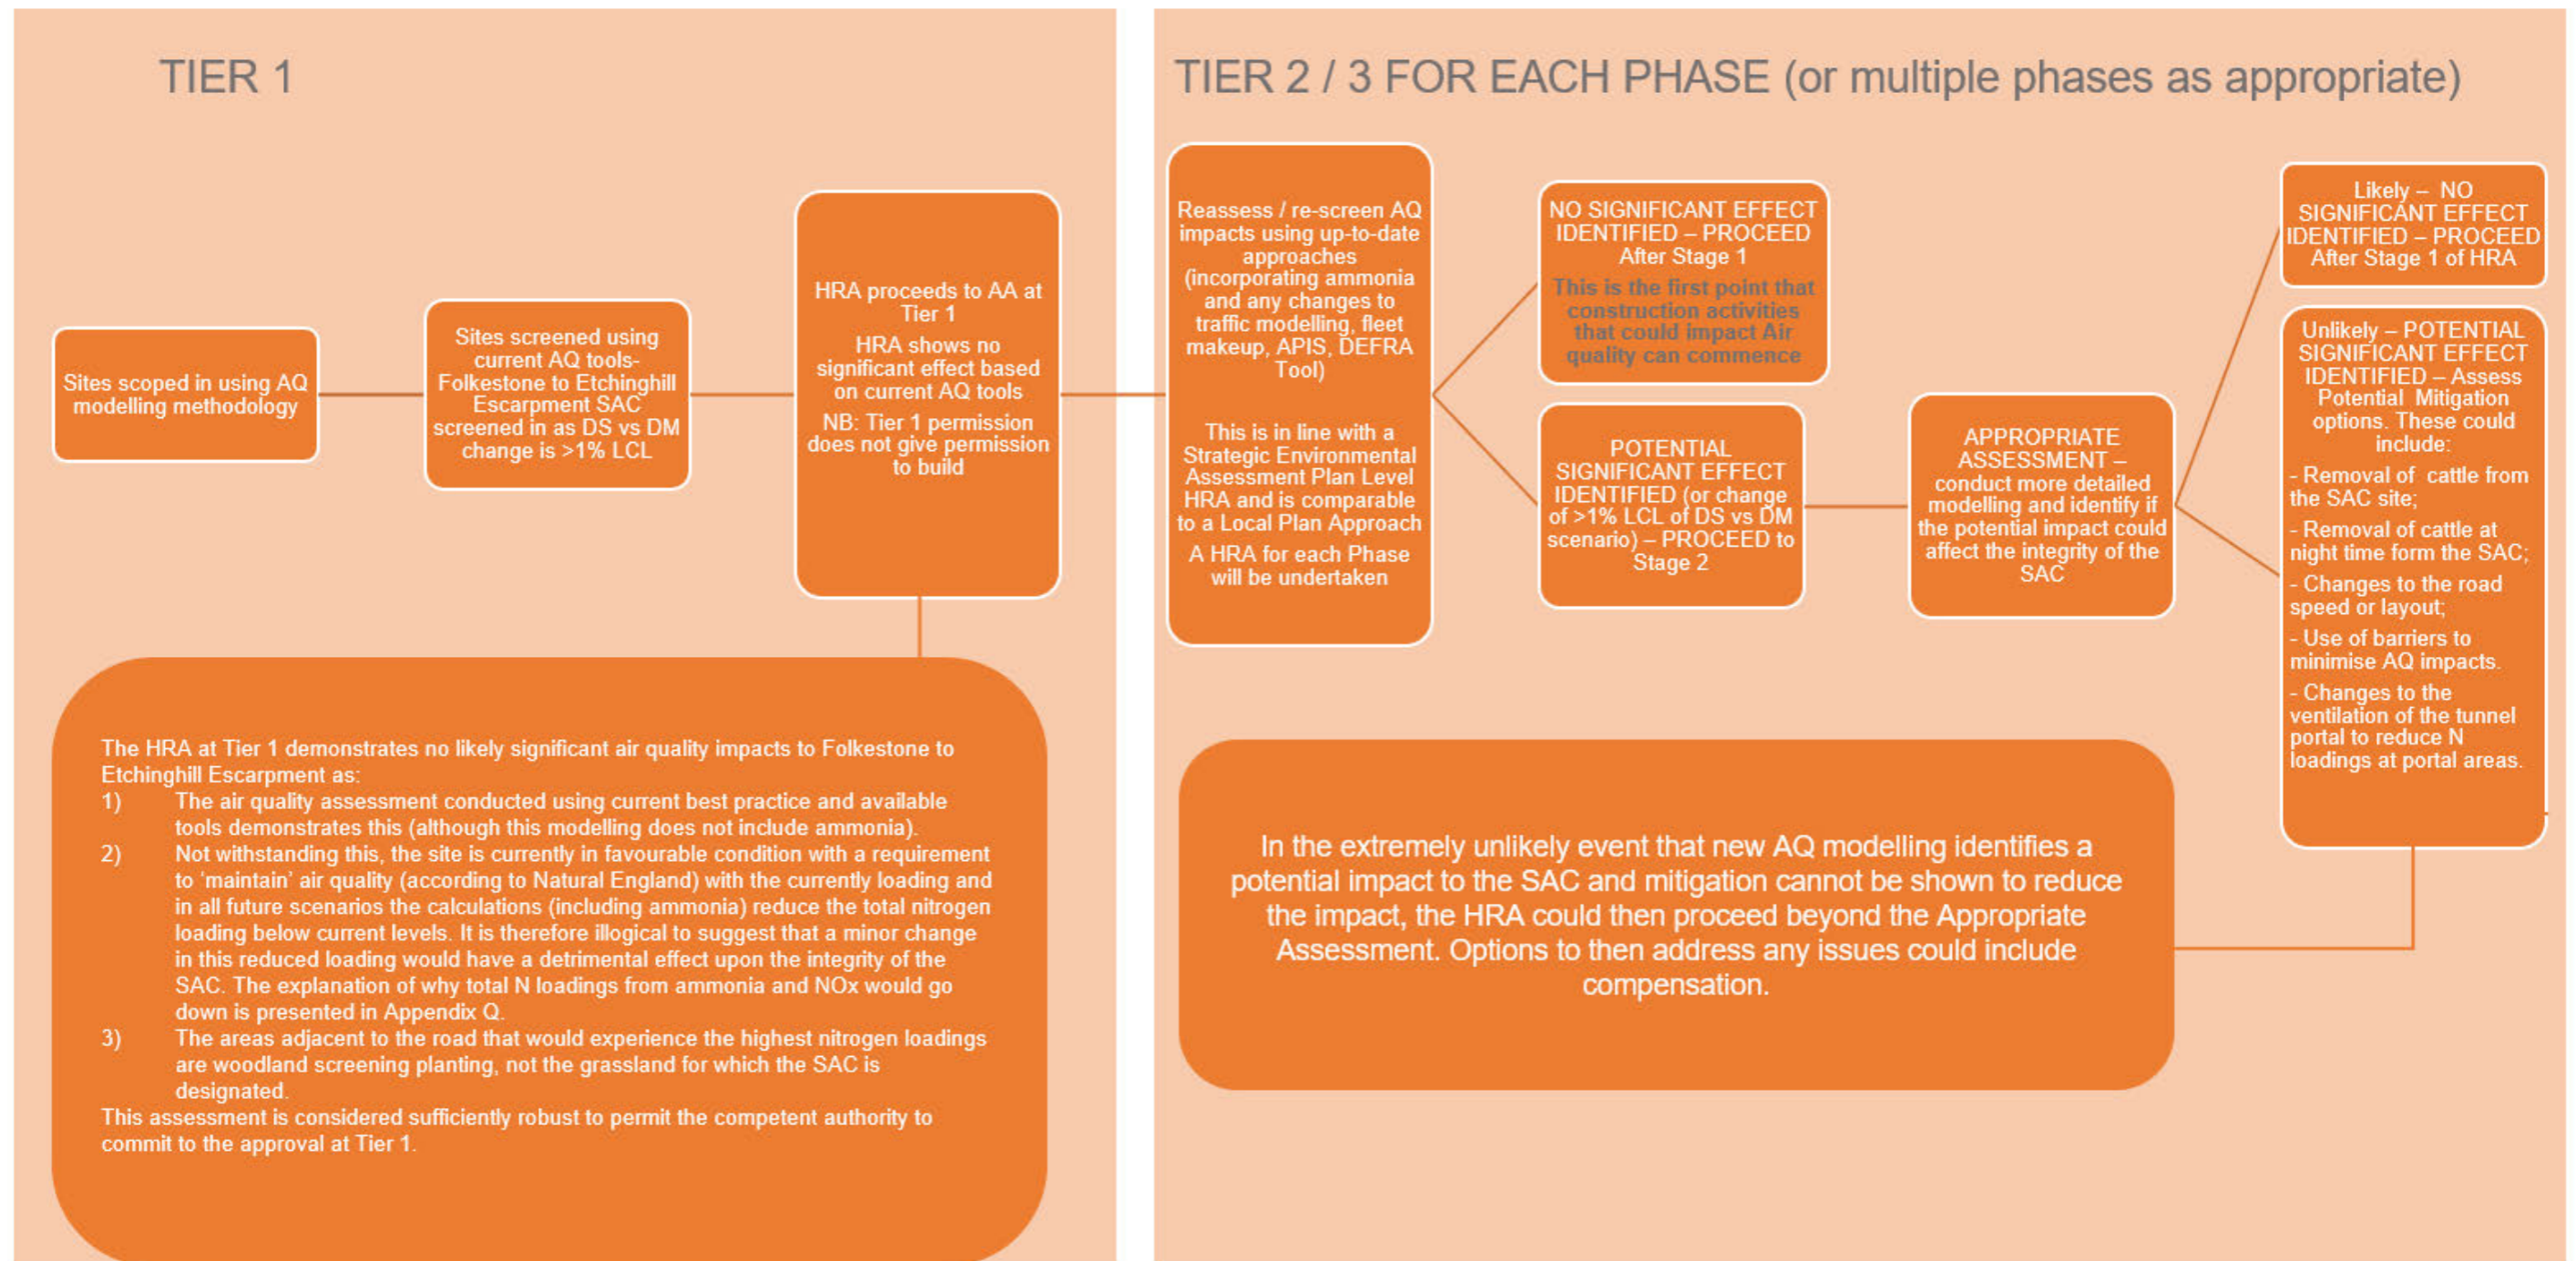 TIER 1
Sites scoped in using AQ
modelling methodology
Sites screened using
current AQ tools-
Folkestone to Etchinghill
Escarpment SAC
screened in as DS vs DM
change is >1% LCL
HRA proceeds to AA at
Tier 1
HRA shows no
significant effect based
on current AQ tools
NB: Tier 1 permission
does not give permission
to build
The HRA at Tier 1 demonstrates no likely significant air quality impacts to Folkestone to
Etchinghill Escarpment as:
1) The air quality assessment conducted using current best practice and available
tools demonstrates this (although this modelling does not include ammonia).
2) Not withstanding this, the site is currently in favourable condition with a requirement
to ‘maintain’ air quality (according to Natural England) with the currently loading and
in all future scenarios the calculations (including ammonia) reduce the total nitrogen
loading below current levels. It is therefore illogical to suggest that a minor change
in this reduced loading would have a detrimental effect upon the integrity of the
SAC. The explanation of why total N loadings from ammonia and NOx would go
down is presented in Appendix Q.
3) The areas adjacent to the road that would experience the highest nitrogen loadings
are woodland screening planting, not the grassland for which the SAC is
designated.
This assessment is considered sufficiently robust to permit the competent authority to
commit to the approval at Tier 1.
TIER 2 / 3 FOR EACH PHASE (or multiple phases as appropriate)
Reassess / re-screen AQ
impacts using up-to-date
approaches
(incorporating ammonia
and any changes to
traffic modelling, fleet
makeup, APIS, DEFRA
Tool)
This is in line with a
Strategic Environmental
Assessment Plan Level
HRA and is comparable
to a Local Plan Approach
A HRA for each Phase
will be undertaken
NO SIGNIFICANT EFFECT
IDENTIFIED – PROCEED
After Stage 1
This is the first point that
construction activities
that could impact Air
quality can commence
POTENTIAL
SIGNIFICANT EFFECT
IDENTIFIED (or change
of >1% LCL of DS vs DM
scenario) – PROCEED to
Stage 2
APPROPRIATE
ASSESSMENT –
conduct more detailed
modelling and identify if
the potential impact could
affect the integrity of the
SAC
Likely – NO
SIGNIFICANT EFFECT
IDENTIFIED – PROCEED
After Stage 1 of HRA
Unlikely – POTENTIAL
SIGNIFICANT EFFECT
IDENTIFIED – Assess
Potential Mitigation
options. These could
include:
- Removal of cattle from
the SAC site;
- Removal of cattle at
night time form the SAC;
- Changes to the road
speed or layout;
- Use of barriers to
minimise AQ impacts.
- Changes to the
ventilation of the tunnel
portal to reduce N
loadings at portal areas.
In the extremely unlikely event that new AQ modelling identifies a
potential impact to the SAC and mitigation cannot be shown to reduce
the impact, the HRA could then proceed beyond the Appropriate
Assessment. Options to then address any issues could include
compensation.